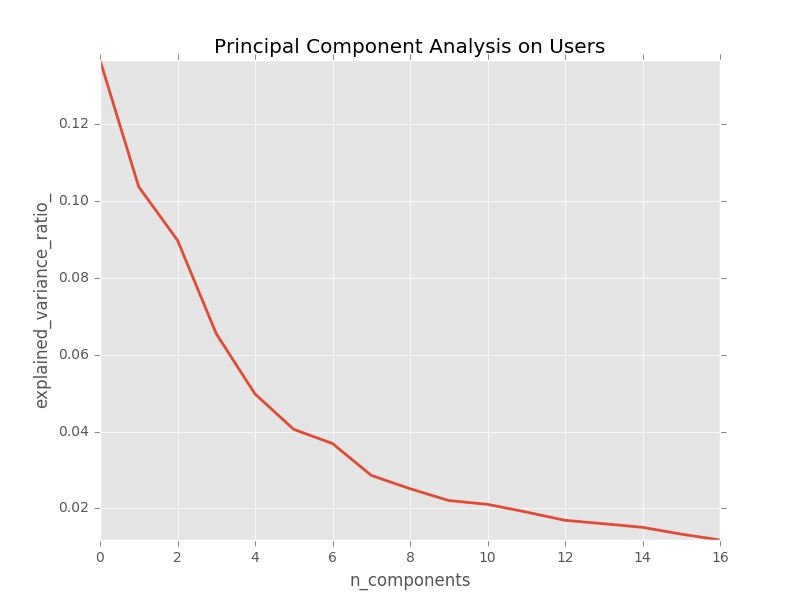 Principal Component Analysis on Users
explained_variance_ratio_
0.12
0.10
0.08
0.06
0.04
0.02
0 2 4 6 8 10 12 14 16
n_components